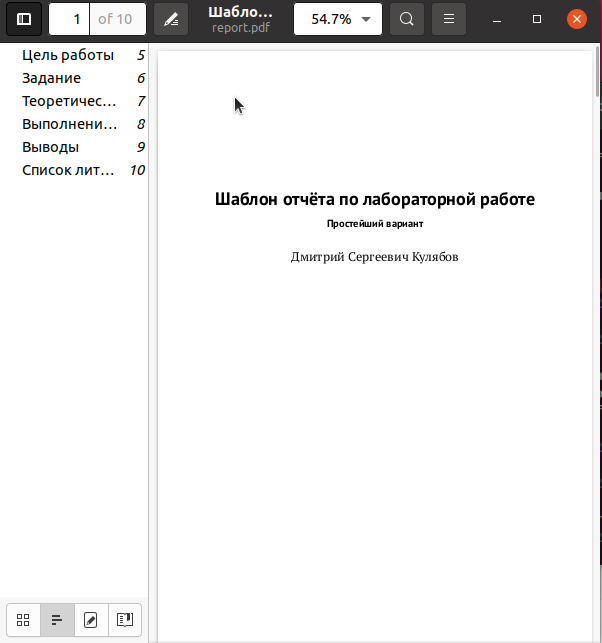 1 of 10
Шабло…
report.pdf
54.7%
Цель работы 5
Задание 6
Теоретичес… 7
Выполнени… 8
Выводы 9
Список лит… 10
Шаблон отчёта по лабораторной работе
Простейший вариант
Дмитрий Сергеевич Кулябов